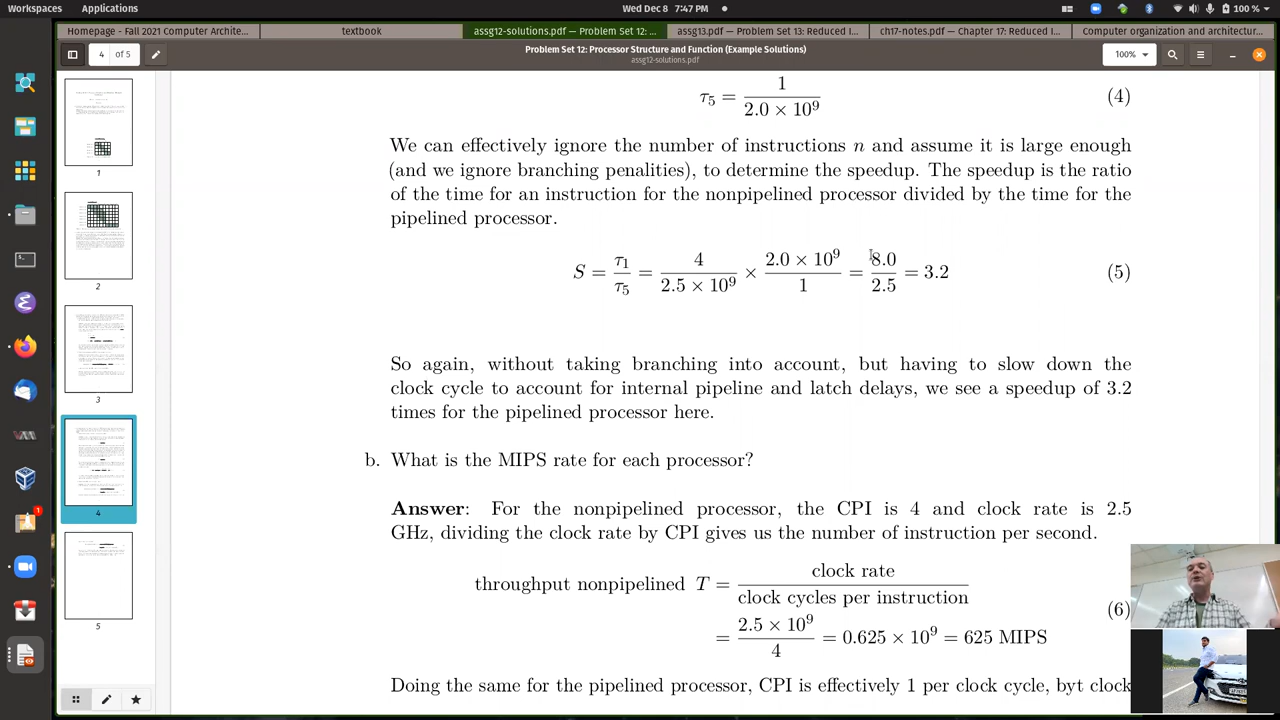 Workspaces Applications Wed Dec 8 7:47 PM 100 %
Homepage - Fall 2021 Computer Archite... textbook assg12-solutions.pdf — Problem Set 12: ... assg13.pdf — Problem Set 13: Reduced I... ch17-notes.pdf — Chapter 17: Reduced I... Computer organization and architectur...
4 of 5 Problem Set 12: Processor Structure and Function (Example Solutions) 100%
assg12-solutions.pdf
τ5 = 1 / 2.0 × 10^9 (4)
We can effectively ignore the number of instructions n and assume it is large enough
(and we ignore branching penalities), to determine the speedup. The speedup is the ratio
of the time for an instruction for the nonpipelined processor divided by the time for the
pipelined processor.
S = τ1 / τ5 = 4 / 2.5 × 10^9 × 2.0 × 10^9 / 1 = 8.0 / 2.5 = 3.2 (5)
So again, without taking branching into account, but having to slow down the
clock cycle to account for internal pipeline and latch delays, we see a speedup of 3.2
times for the pipelined processor here.
b. What is the MIPS rate for each processor?
Answer: For the nonpipelined processor, the CPI is 4 and clock rate is 2.5
GHz, dividing the clock rate by CPI gives us the number of instruction per second.
throughput nonpipelined T = clock rate / clock cycles per instruction
(6)
= 2.5 × 10^9 / 4 = 0.625 × 10^9 = 625 MIPS
Doing the same for the pipelined processor, CPI is effectively 1 per clock cycle, byt clock
1
2
3
4
5
1